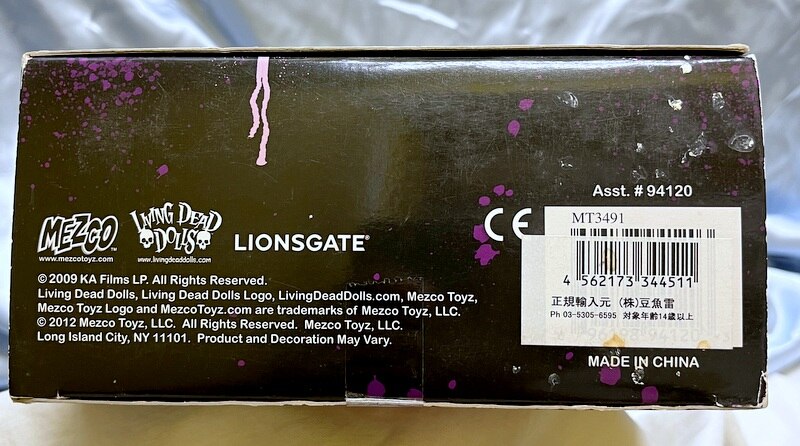 Asst. # 94120
MEZCO™
www.mezcotoyz.com
LIVING DEAD
DOLLS
www.livingdeaddolls.com
LIONSGATE®
CE
MT3491
4 562173 344511
正規輸入元 (株)豆魚雷
Ph 03-5305-6595 対象年齢14歳以上
MADE IN CHINA
© 2009 KA Films LP. All Rights Reserved.
Living Dead Dolls, Living Dead Dolls Logo, LivingDeadDolls.com, Mezco Toyz,
Mezco Toyz Logo and MezcoToyz.com are trademarks of Mezco Toyz, LLC.
© 2012 Mezco Toyz, LLC. All Rights Reserved. Mezco Toyz, LLC.
Long Island City, NY 11101. Product and Decoration May Vary.